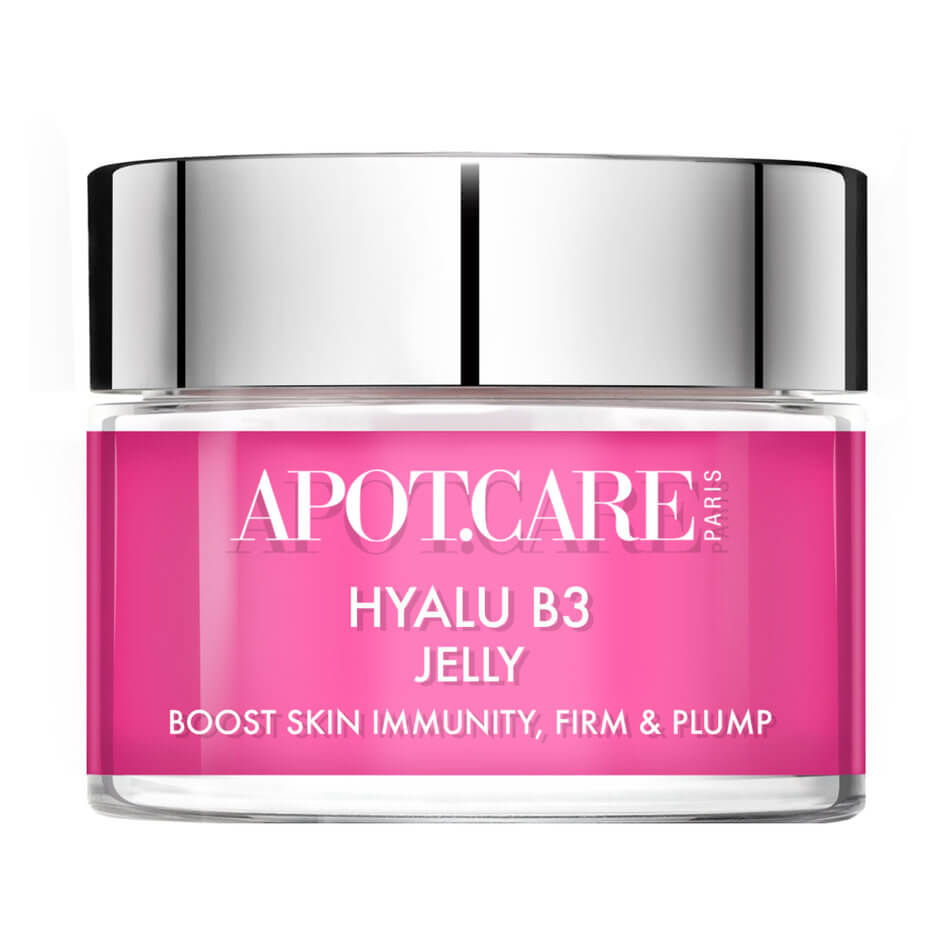 APOT.CARE
PARIS
HYALU B3
JELLY
BOOST SKIN IMMUNITY, FIRM & PLUMP